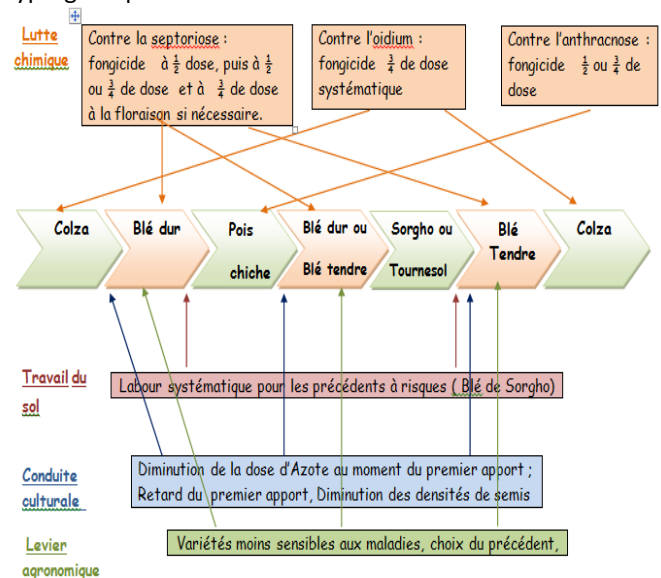 Lutte
chimique
Contre la septoriose :
fongicide à ½ dose, puis à ½
ou ¾ de dose et à ¾ de dose
à la floraison si nécessaire.
Contre l'oidium :
fongicide ¾ de dose
systématique
Contre l'anthracnose :
fongicide ½ ou ¾ de
dose
Colza
Blé dur
Pois
chiche
Blé dur ou
Blé tendre
Sorgho ou
Tournesol
Blé
Tendre
Colza
Travail du
sol
Labour systématique pour les précédents à risques ( Blé de Sorgho)
Conduite
culturale
Diminution de la dose d'Azote au moment du premier apport ;
Retard du premier apport, Diminution des densités de semis
Levier
agronomique
Variétés moins sensibles aux maladies, choix du précédent,